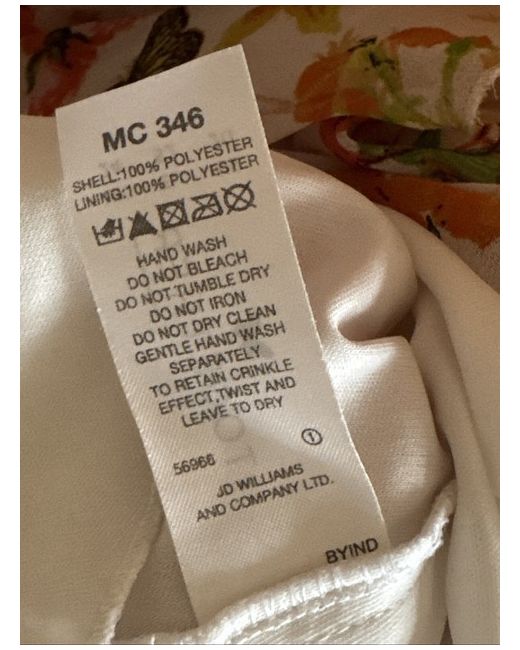 MC 346
SHELL:100% POLYESTER
LINING:100% POLYESTER
HAND WASH
DO NOT BLEACH
DO NOT TUMBLE DRY
DO NOT IRON
DO NOT DRY CLEAN
GENTLE HAND WASH
SEPARATELY
TO RETAIN CRINKLE
EFFECT,TWIST AND
LEAVE TO DRY
1
56966
JD WILLIAMS
AND COMPANY LTD.
BYIND